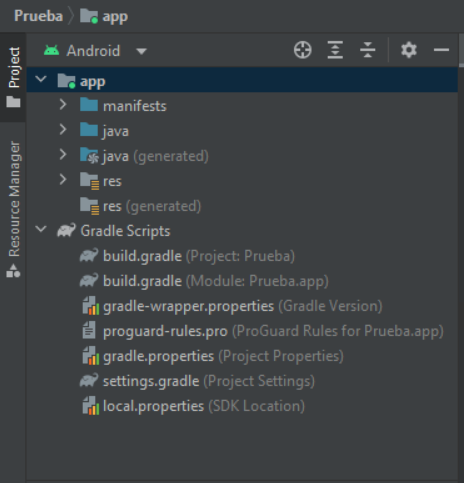 Prueba app
Project
Resource Manager
Android
app
manifests
java
java (generated)
res
res (generated)
Gradle Scripts
build.gradle (Project: Prueba)
build.gradle (Module: Prueba.app)
gradle-wrapper.properties (Gradle Version)
proguard-rules.pro (ProGuard Rules for Prueba.app)
gradle.properties (Project Properties)
settings.gradle (Project Settings)
local.properties (SDK Location)